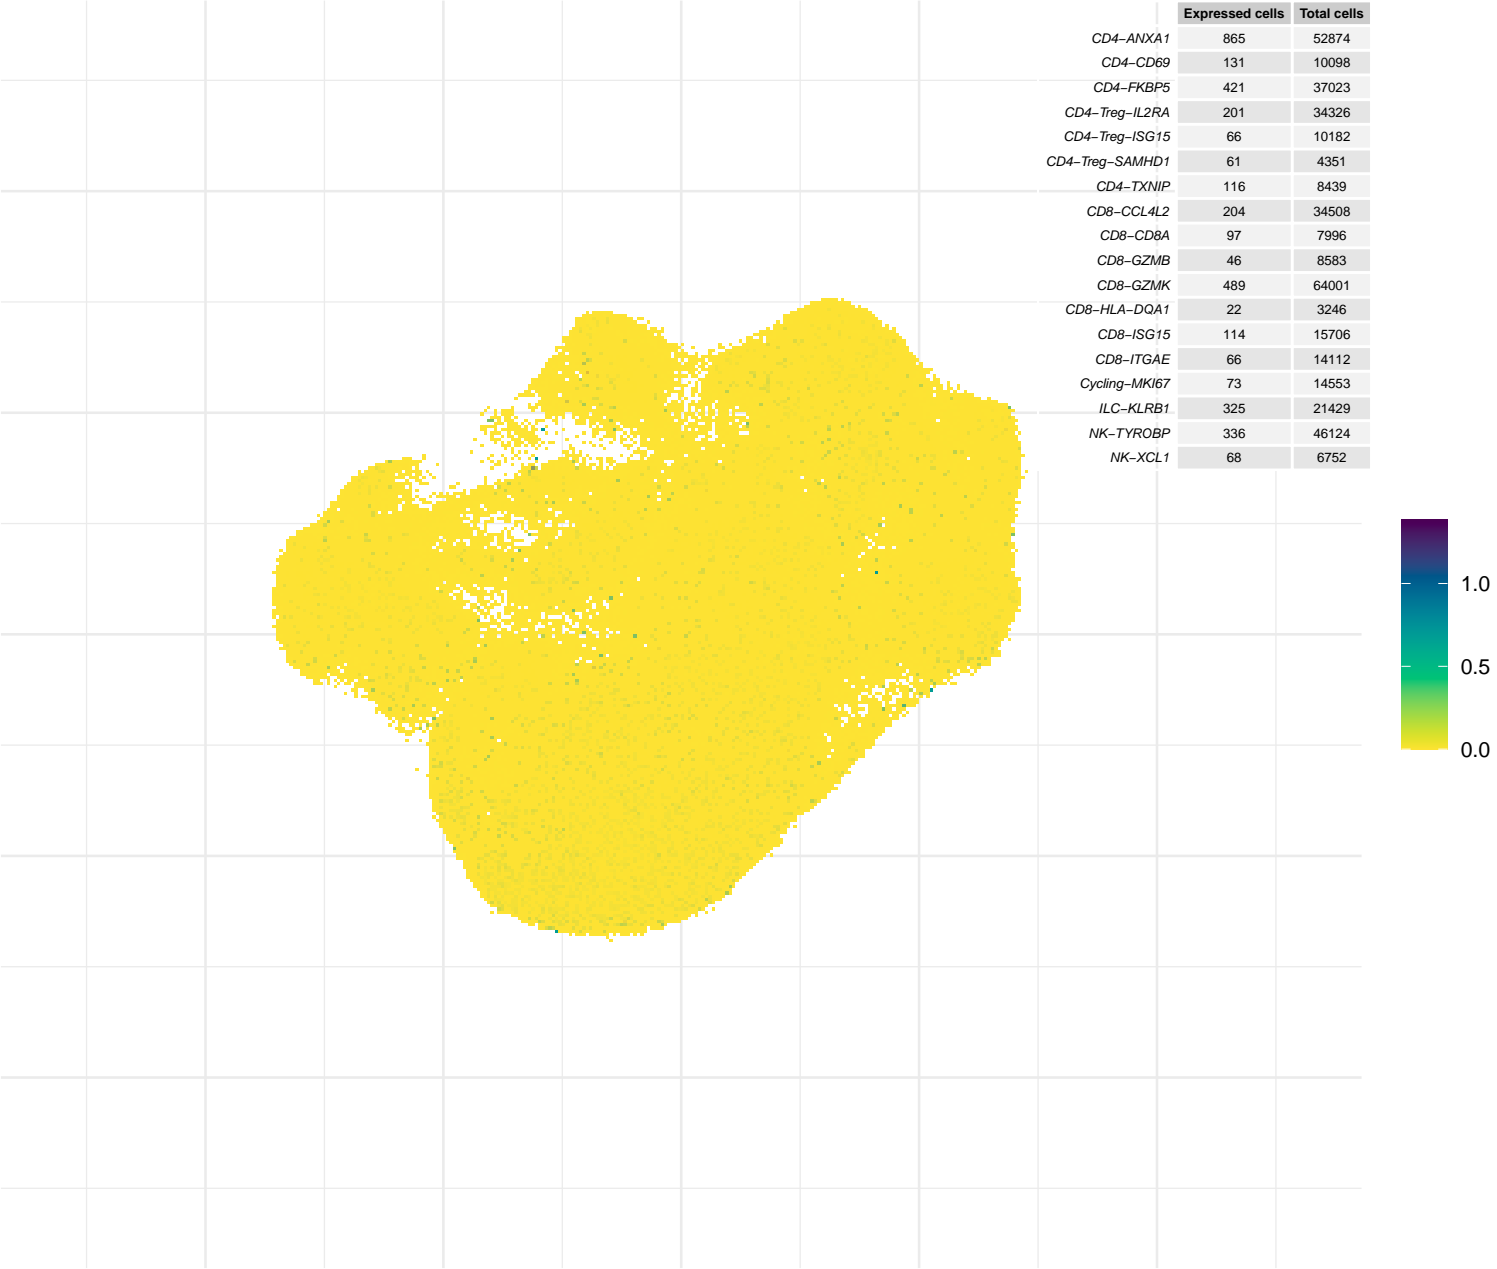 Expressed cells Total cells
CD4−ANXA1 865 52874
CD4−CD69 131 10098
CD4−FKBP5 421 37023
CD4−Treg−IL2RA 201 34326
CD4−Treg−ISG15 66 10182
CD4−Treg−SAMHD1 61 4351
CD4−TXNIP 116 8439
CD8−CCL4L2 204 34508
CD8−CD8A 97 7996
CD8−GZMB 46 8583
CD8−GZMK 489 64001
CD8−HLA−DQA1 22 3246
CD8−ISG15 114 15706
CD8−ITGAE 66 14112
Cycling−MKI67 73 14553
ILC−KLRB1 325 21429
NK−TYROBP 336 46124
NK−XCL1 68 6752
1.0
0.5
0.0